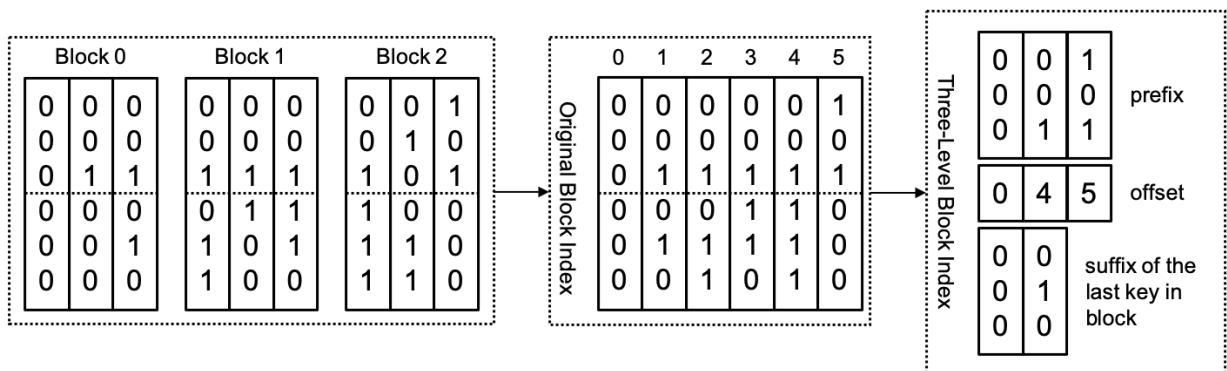 Block 0
0 0 0
0 0 0
0 1 1
0 0 0
0 0 1
0 0 0
Block 1
0 0 0
0 0 0
1 1 1
0 1 1
1 0 1
1 0 0
Block 2
0 0 1
0 1 0
1 0 1
1 0 0
1 1 0
1 1 0
Original Block Index
0 1 2 3 4 5
0 0 0 0 0 1
0 0 0 0 0 0
0 1 1 1 1 1
0 0 0 1 1 0
0 1 1 1 1 0
0 0 1 0 1 0
Three-Level Block Index
0 0 1
0 0 0
0 1 1
prefix
0 4 5
offset
0 0
0 1
0 0
suffix of the
last key in
block